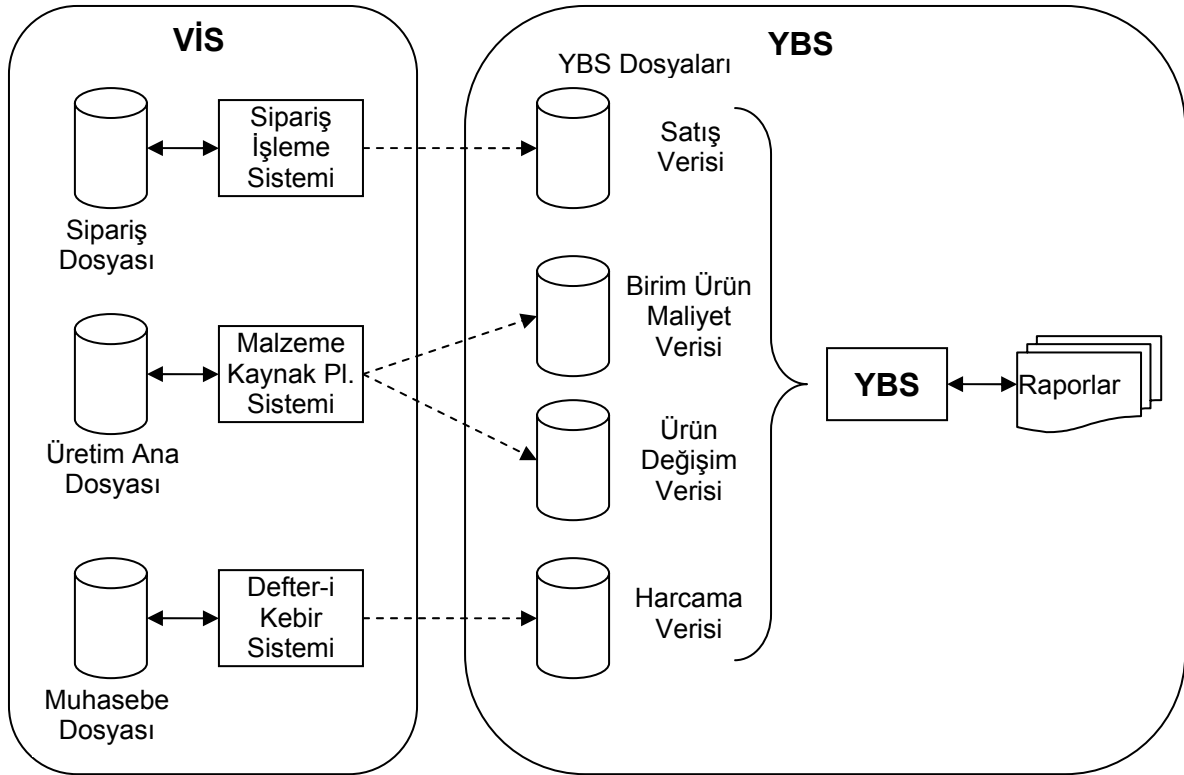 VİS
Sipariş
İşleme
Sistemi
Sipariş
Dosyası
Malzeme
Kaynak Pl.
Sistemi
Üretim Ana
Dosyası
Defter-i
Kebir
Sistemi
Muhasebe
Dosyası
YBS
YBS Dosyaları
Satış
Verisi
Birim Ürün
Maliyet
Verisi
Ürün
Değişim
Verisi
Harcama
Verisi
YBS
Raporlar